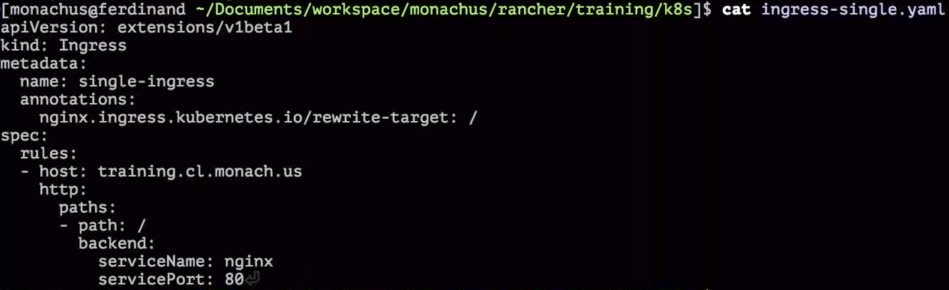 [monachus@ferdinand ~/Documents/workspace/monachus/rancher/training/k8s]$ cat ingress-single.yaml
apiVersion: extensions/v1beta1
kind: Ingress
metadata:
  name: single-ingress
  annotations:
    nginx.ingress.kubernetes.io/rewrite-target: /
spec:
  rules:
  - host: training.cl.monach.us
    http:
      paths:
      - path: /
        backend:
          serviceName: nginx
          servicePort: 80⏎